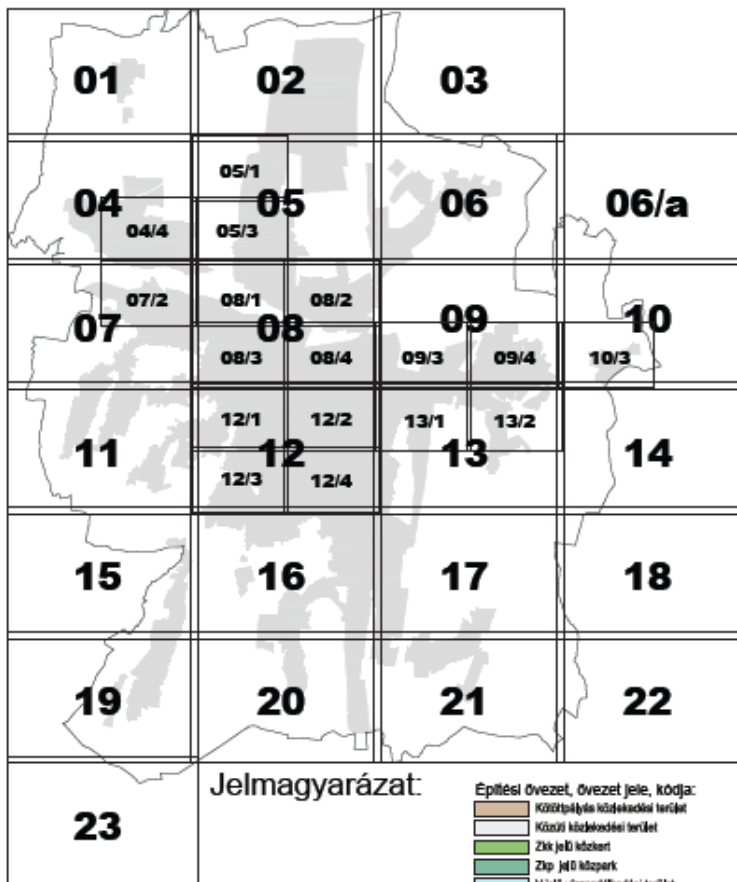 01 02 03
05/1
04 05 06 06/a
04/4 05/3
07/2 08/1 08/2
07 08 09 10
08/3 08/4 09/3 09/4 10/3
12/1 12/2 13/1 13/2
11 12 13 14
12/3 12/4
15 16 17 18
19 20 21 22
Jelmagyarázat:
Építési övezet, övezet jele, kódja:
Kötöttpályás közlekedési terület
23
Közúti közlekedési terület
Zkk jelű közkert
Zkp jelű közpark